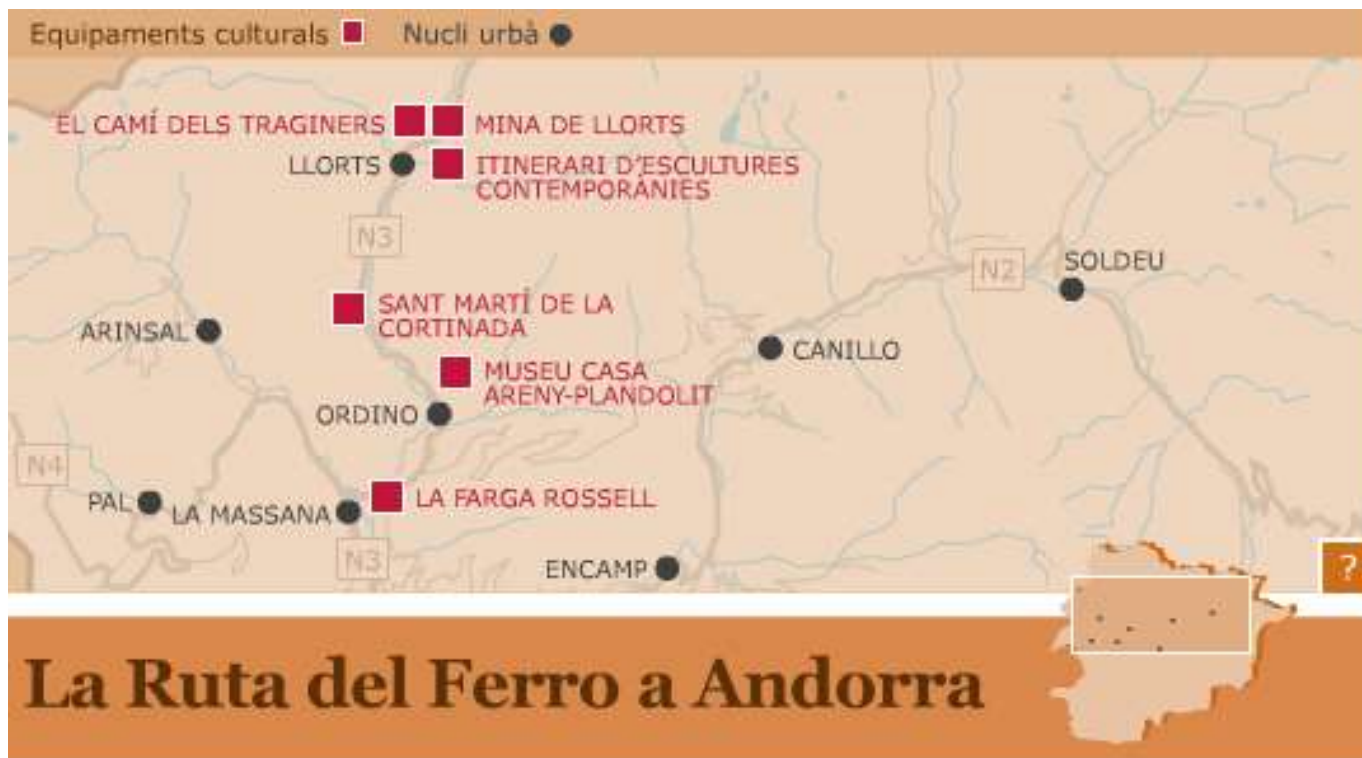 Equipaments culturals
Nucli urbà
EL CAMÍ DELS TRAGINERS
MINA DE LLORTS
LLORTS
ITINERARI D'ESCULTURES
CONTEMPORÀNIES
N3
N2
SOLDEU
SANT MARTÍ DE LA
CORTINADA
ARINSAL
CANILLO
MUSEU CASA
ARENY-PLANDOLIT
ORDINO
N4
PAL
LA MASSANA
LA FARGA ROSSELL
N3
ENCAMP
?
La Ruta del Ferro a Andorra